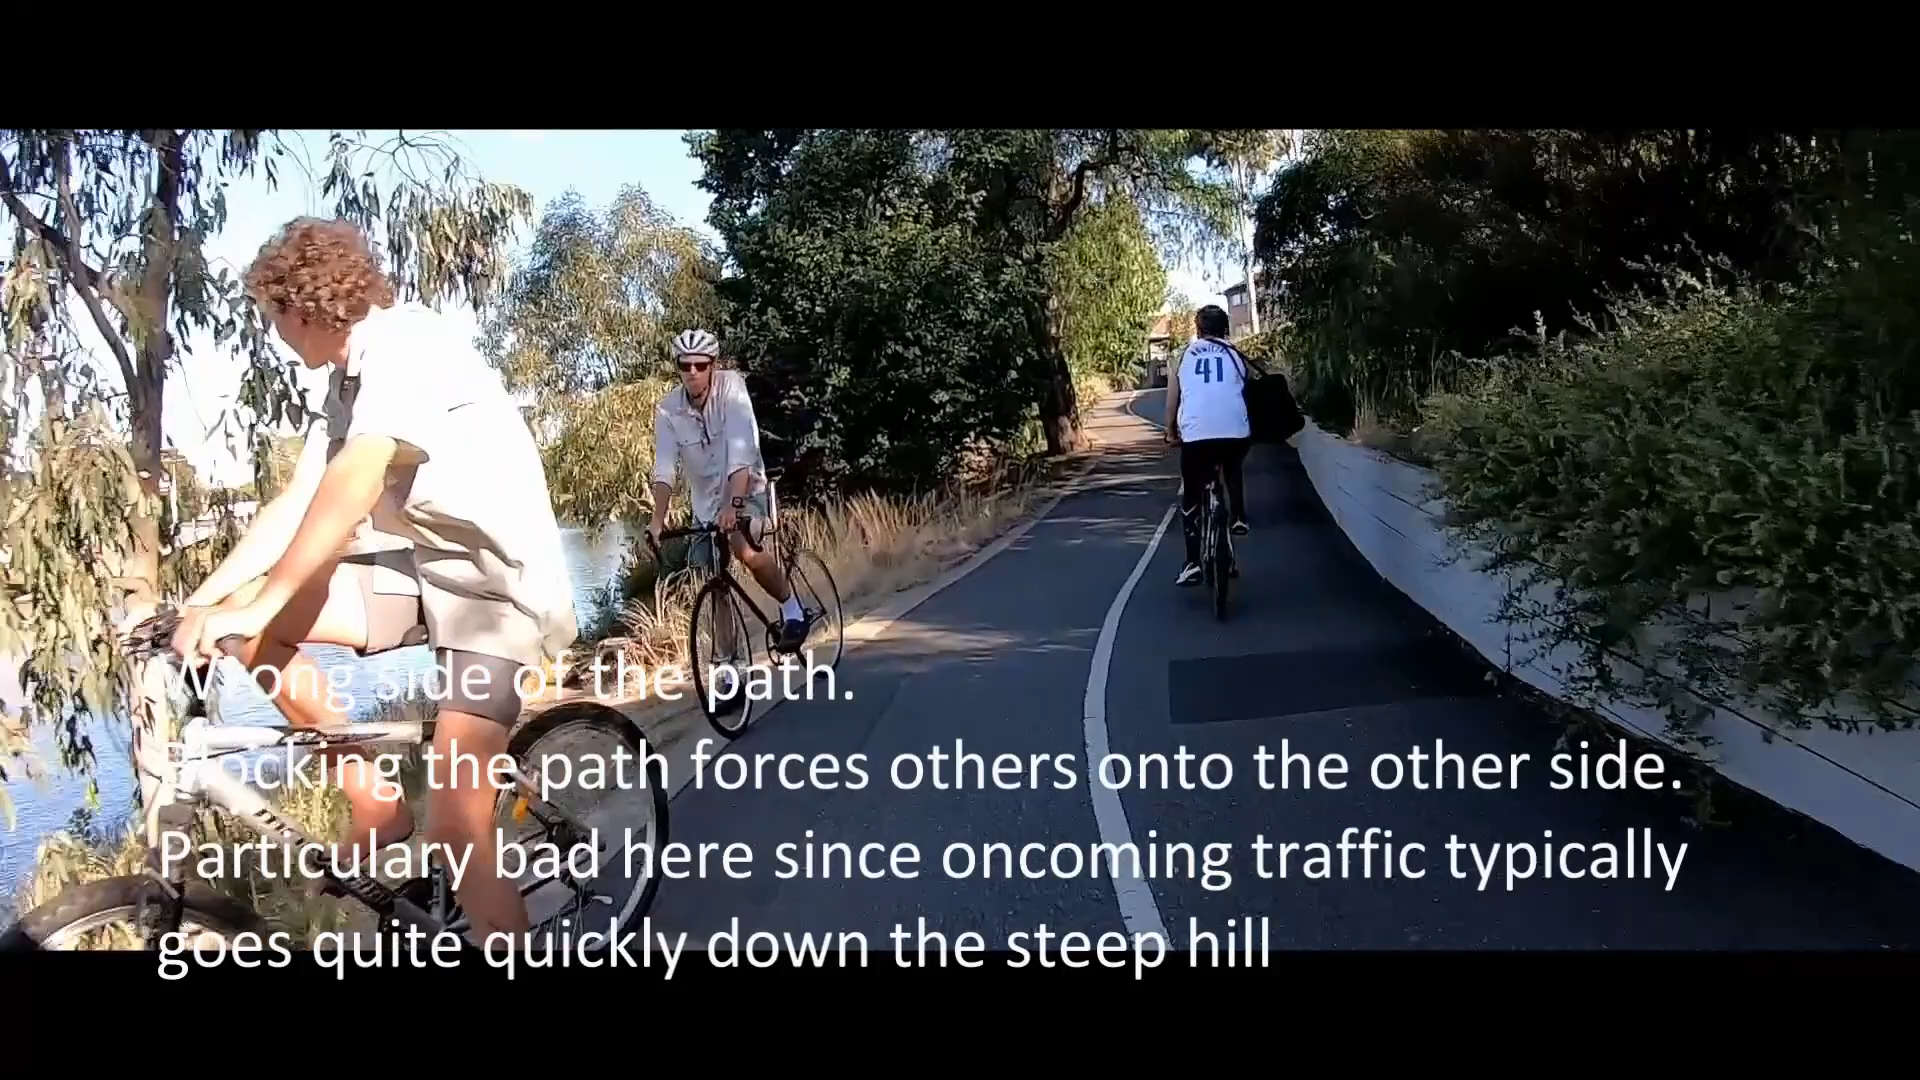 41
Wrong side of the path.
Blocking the path forces others onto the other side.
Particulary bad here since oncoming traffic typically
goes quite quickly down the steep hill